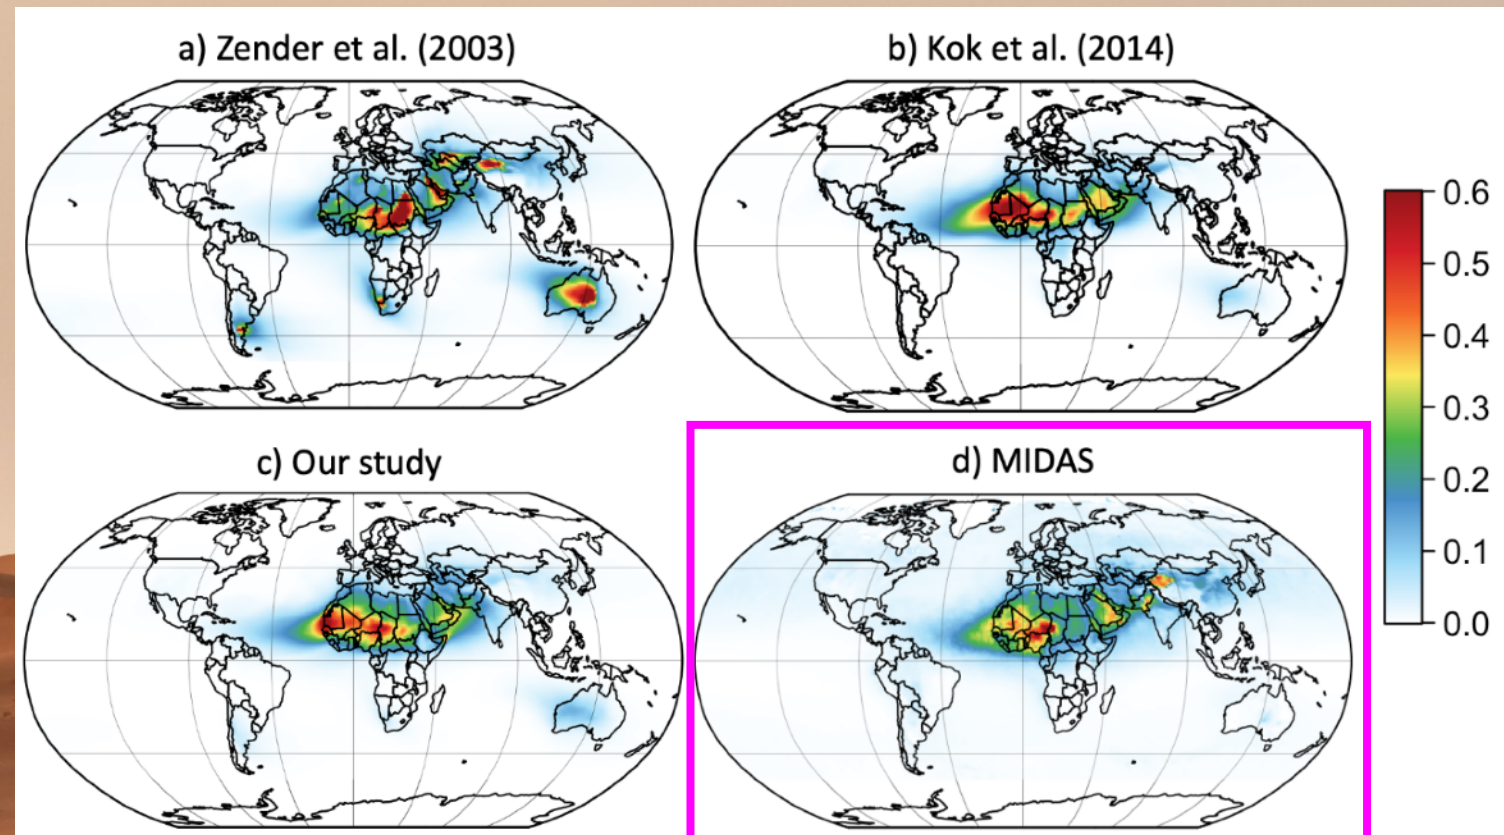 a) Zender et al. (2003)
b) Kok et al. (2014)
0.6
0.5
0.4
0.3
0.2
0.1
0.0
c) Our study
d) MIDAS